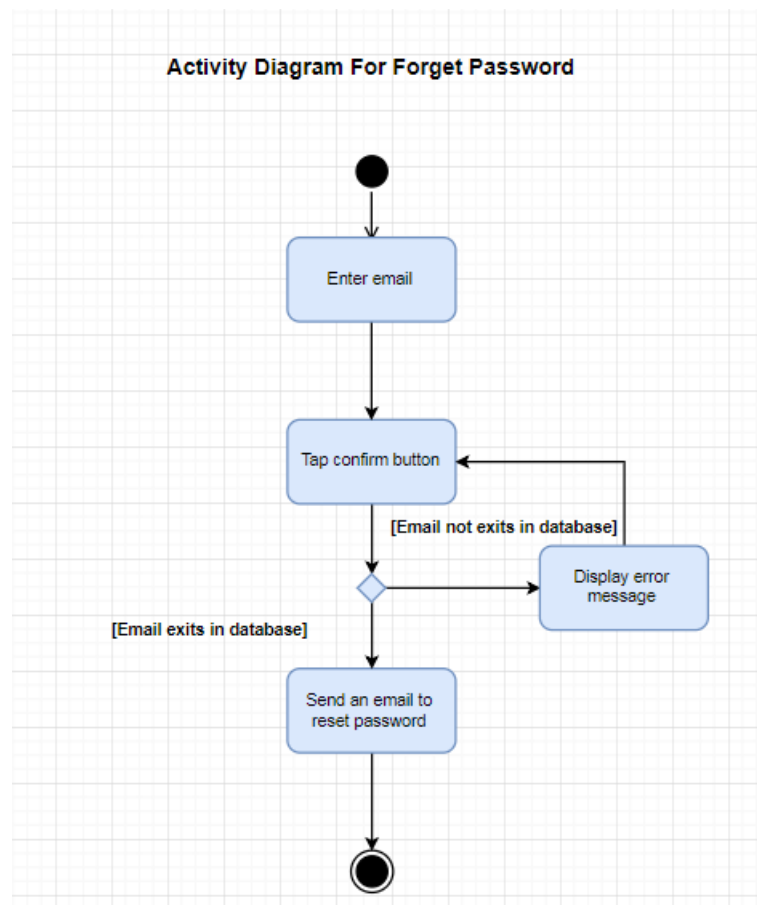 Activity Diagram For Forget Password
Enter email
Tap confirm button
[Email not exits in database]
Display error
message
[Email exits in database]
Send an email to
reset password